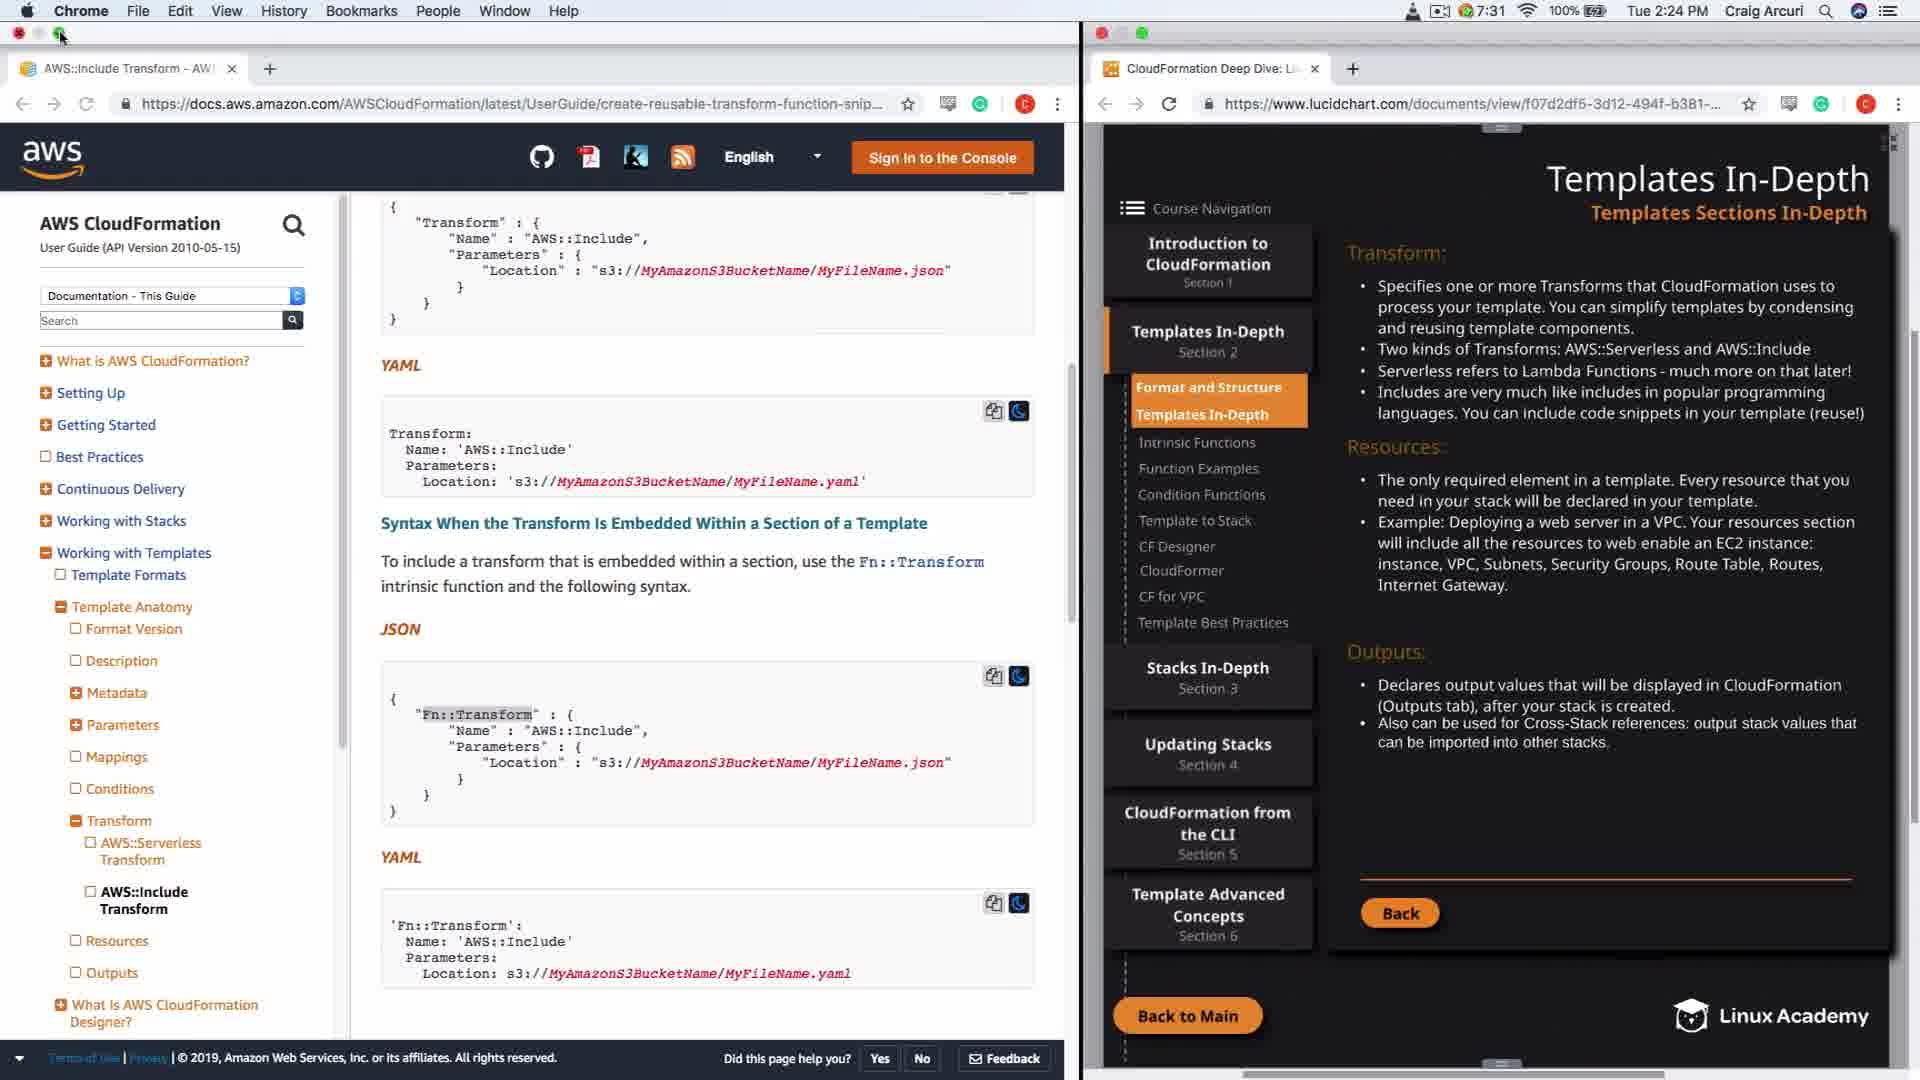 Chrome File Edit View History Bookmarks People Window Help
7:31 100% Tue 2:24 PM Craig Arcuri
AWS::Include Transform - AWS
https://docs.aws.amazon.com/AWSCloudFormation/latest/UserGuide/create-reusable-transform-function-snip...
C
aws
English
Sign In to the Console
AWS CloudFormation
User Guide (API Version 2010-05-15)
Documentation - This Guide
Search
What is AWS CloudFormation?
Setting Up
Getting Started
Best Practices
Continuous Delivery
Working with Stacks
Working with Templates
Template Formats
Template Anatomy
Format Version
Description
Metadata
Parameters
Mappings
Conditions
Transform
AWS::Serverless
Transform
AWS::Include
Transform
Resources
Outputs
What Is AWS CloudFormation
Designer?
{
"Transform" : {
"Name" : "AWS::Include",
"Parameters" : {
"Location" : "s3://MyAmazonS3BucketName/MyFileName.json"
}
}
}
YAML
Transform:
Name: 'AWS::Include'
Parameters:
Location: 's3://MyAmazonS3BucketName/MyFileName.yaml'
Syntax When the Transform Is Embedded Within a Section of a Template
To include a transform that is embedded within a section, use the Fn::Transform
intrinsic function and the following syntax.
JSON
{
"Fn::Transform" : {
"Name" : "AWS::Include",
"Parameters" : {
"Location" : "s3://MyAmazonS3BucketName/MyFileName.json"
}
}
}
YAML
'Fn::Transform':
Name: 'AWS::Include'
Parameters:
Location: s3://MyAmazonS3BucketName/MyFileName.yaml
Terms of Use | Privacy | © 2019, Amazon Web Services, Inc. or its affiliates. All rights reserved.
Did this page help you? Yes No Feedback
CloudFormation Deep Dive: Lu
https://www.lucidchart.com/documents/view/f07d2df5-3d12-494f-b381-...
C
Templates In-Depth
Templates Sections In-Depth
Course Navigation
Introduction to
CloudFormation
Section 1
Templates In-Depth
Section 2
Format and Structure
Templates In-Depth
Intrinsic Functions
Function Examples
Condition Functions
Template to Stack
CF Designer
CloudFormer
CF for VPC
Template Best Practices
Stacks In-Depth
Section 3
Updating Stacks
Section 4
CloudFormation from
the CLI
Section 5
Template Advanced
Concepts
Section 6
Back to Main
Transform:
• Specifies one or more Transforms that CloudFormation uses to
process your template. You can simplify templates by condensing
and reusing template components.
• Two kinds of Transforms: AWS::Serverless and AWS::Include
• Serverless refers to Lambda Functions - much more on that later!
• Includes are very much like includes in popular programming
languages. You can include code snippets in your template (reuse!)
Resources:
• The only required element in a template. Every resource that you
need in your stack will be declared in your template.
• Example: Deploying a web server in a VPC. Your resources section
will include all the resources to web enable an EC2 instance:
instance, VPC, Subnets, Security Groups, Route Table, Routes,
Internet Gateway.
Outputs:
• Declares output values that will be displayed in CloudFormation
(Outputs tab), after your stack is created.
• Also can be used for Cross-Stack references: output stack values that
can be imported into other stacks.
Back
Linux Academy